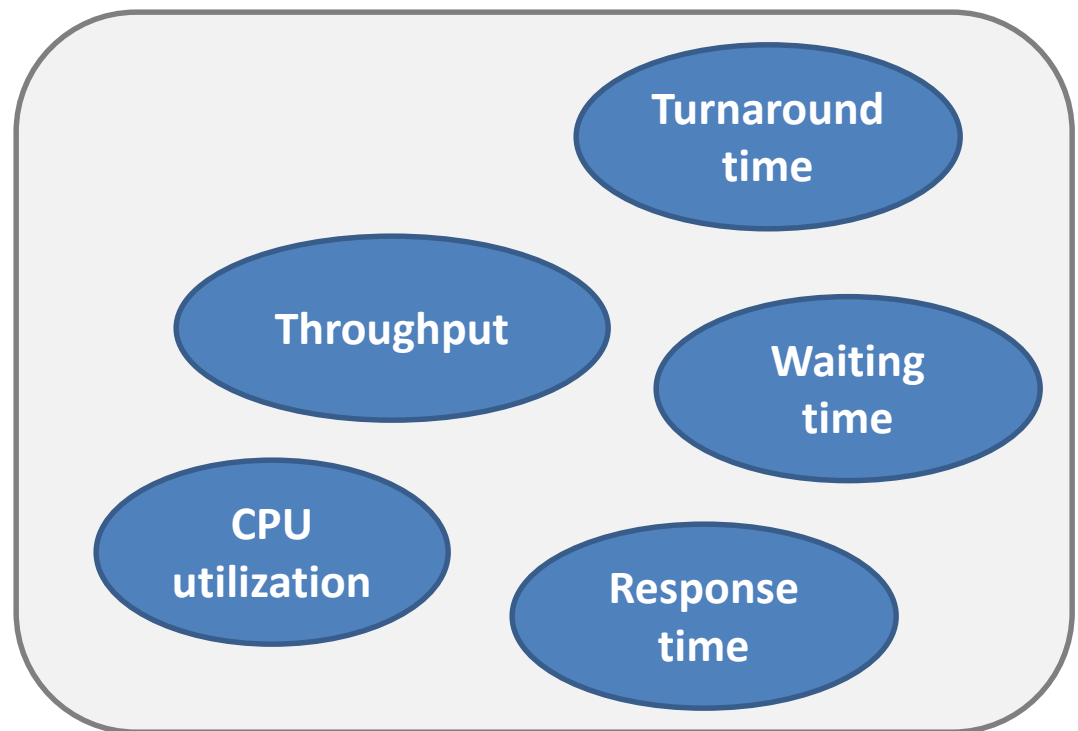 Turnaround
time
Throughput
Waiting
time
CPU
utilization
Response
time